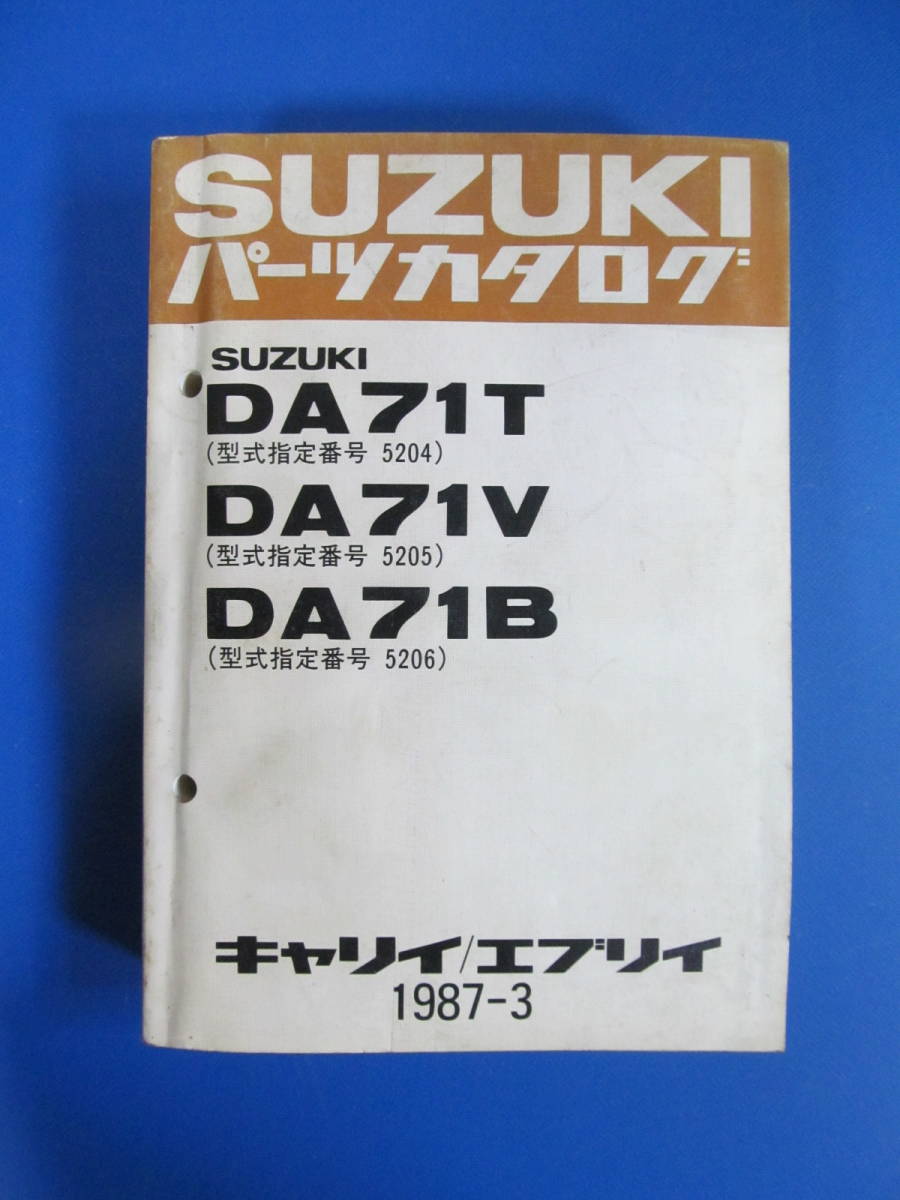 SUZUKI
パーツカタログ
SUZUKI
DA71T
(型式指定番号 5204)
DA71V
(型式指定番号 5205)
DA71B
(型式指定番号 5206)
キャリイ/エブリイ
1987-3